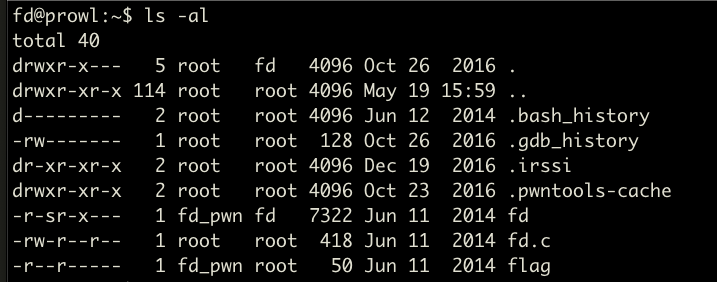 fd@prowl:~$ ls -al
total 40
drwxr-x---   5 root   fd   4096 Oct 26  2016 .
drwxr-xr-x 114 root   root 4096 May 19 15:59 ..
d---------   2 root   root 4096 Jun 12  2014 .bash_history
-rw-------   1 root   root  128 Oct 26  2016 .gdb_history
dr-xr-xr-x   2 root   root 4096 Dec 19  2016 .irssi
drwxr-xr-x   2 root   root 4096 Oct 23  2016 .pwntools-cache
-r-sr-x---   1 fd_pwn fd   7322 Jun 11  2014 fd
-rw-r--r--   1 root   root  418 Jun 11  2014 fd.c
-r--r-----   1 fd_pwn root   50 Jun 11  2014 flag